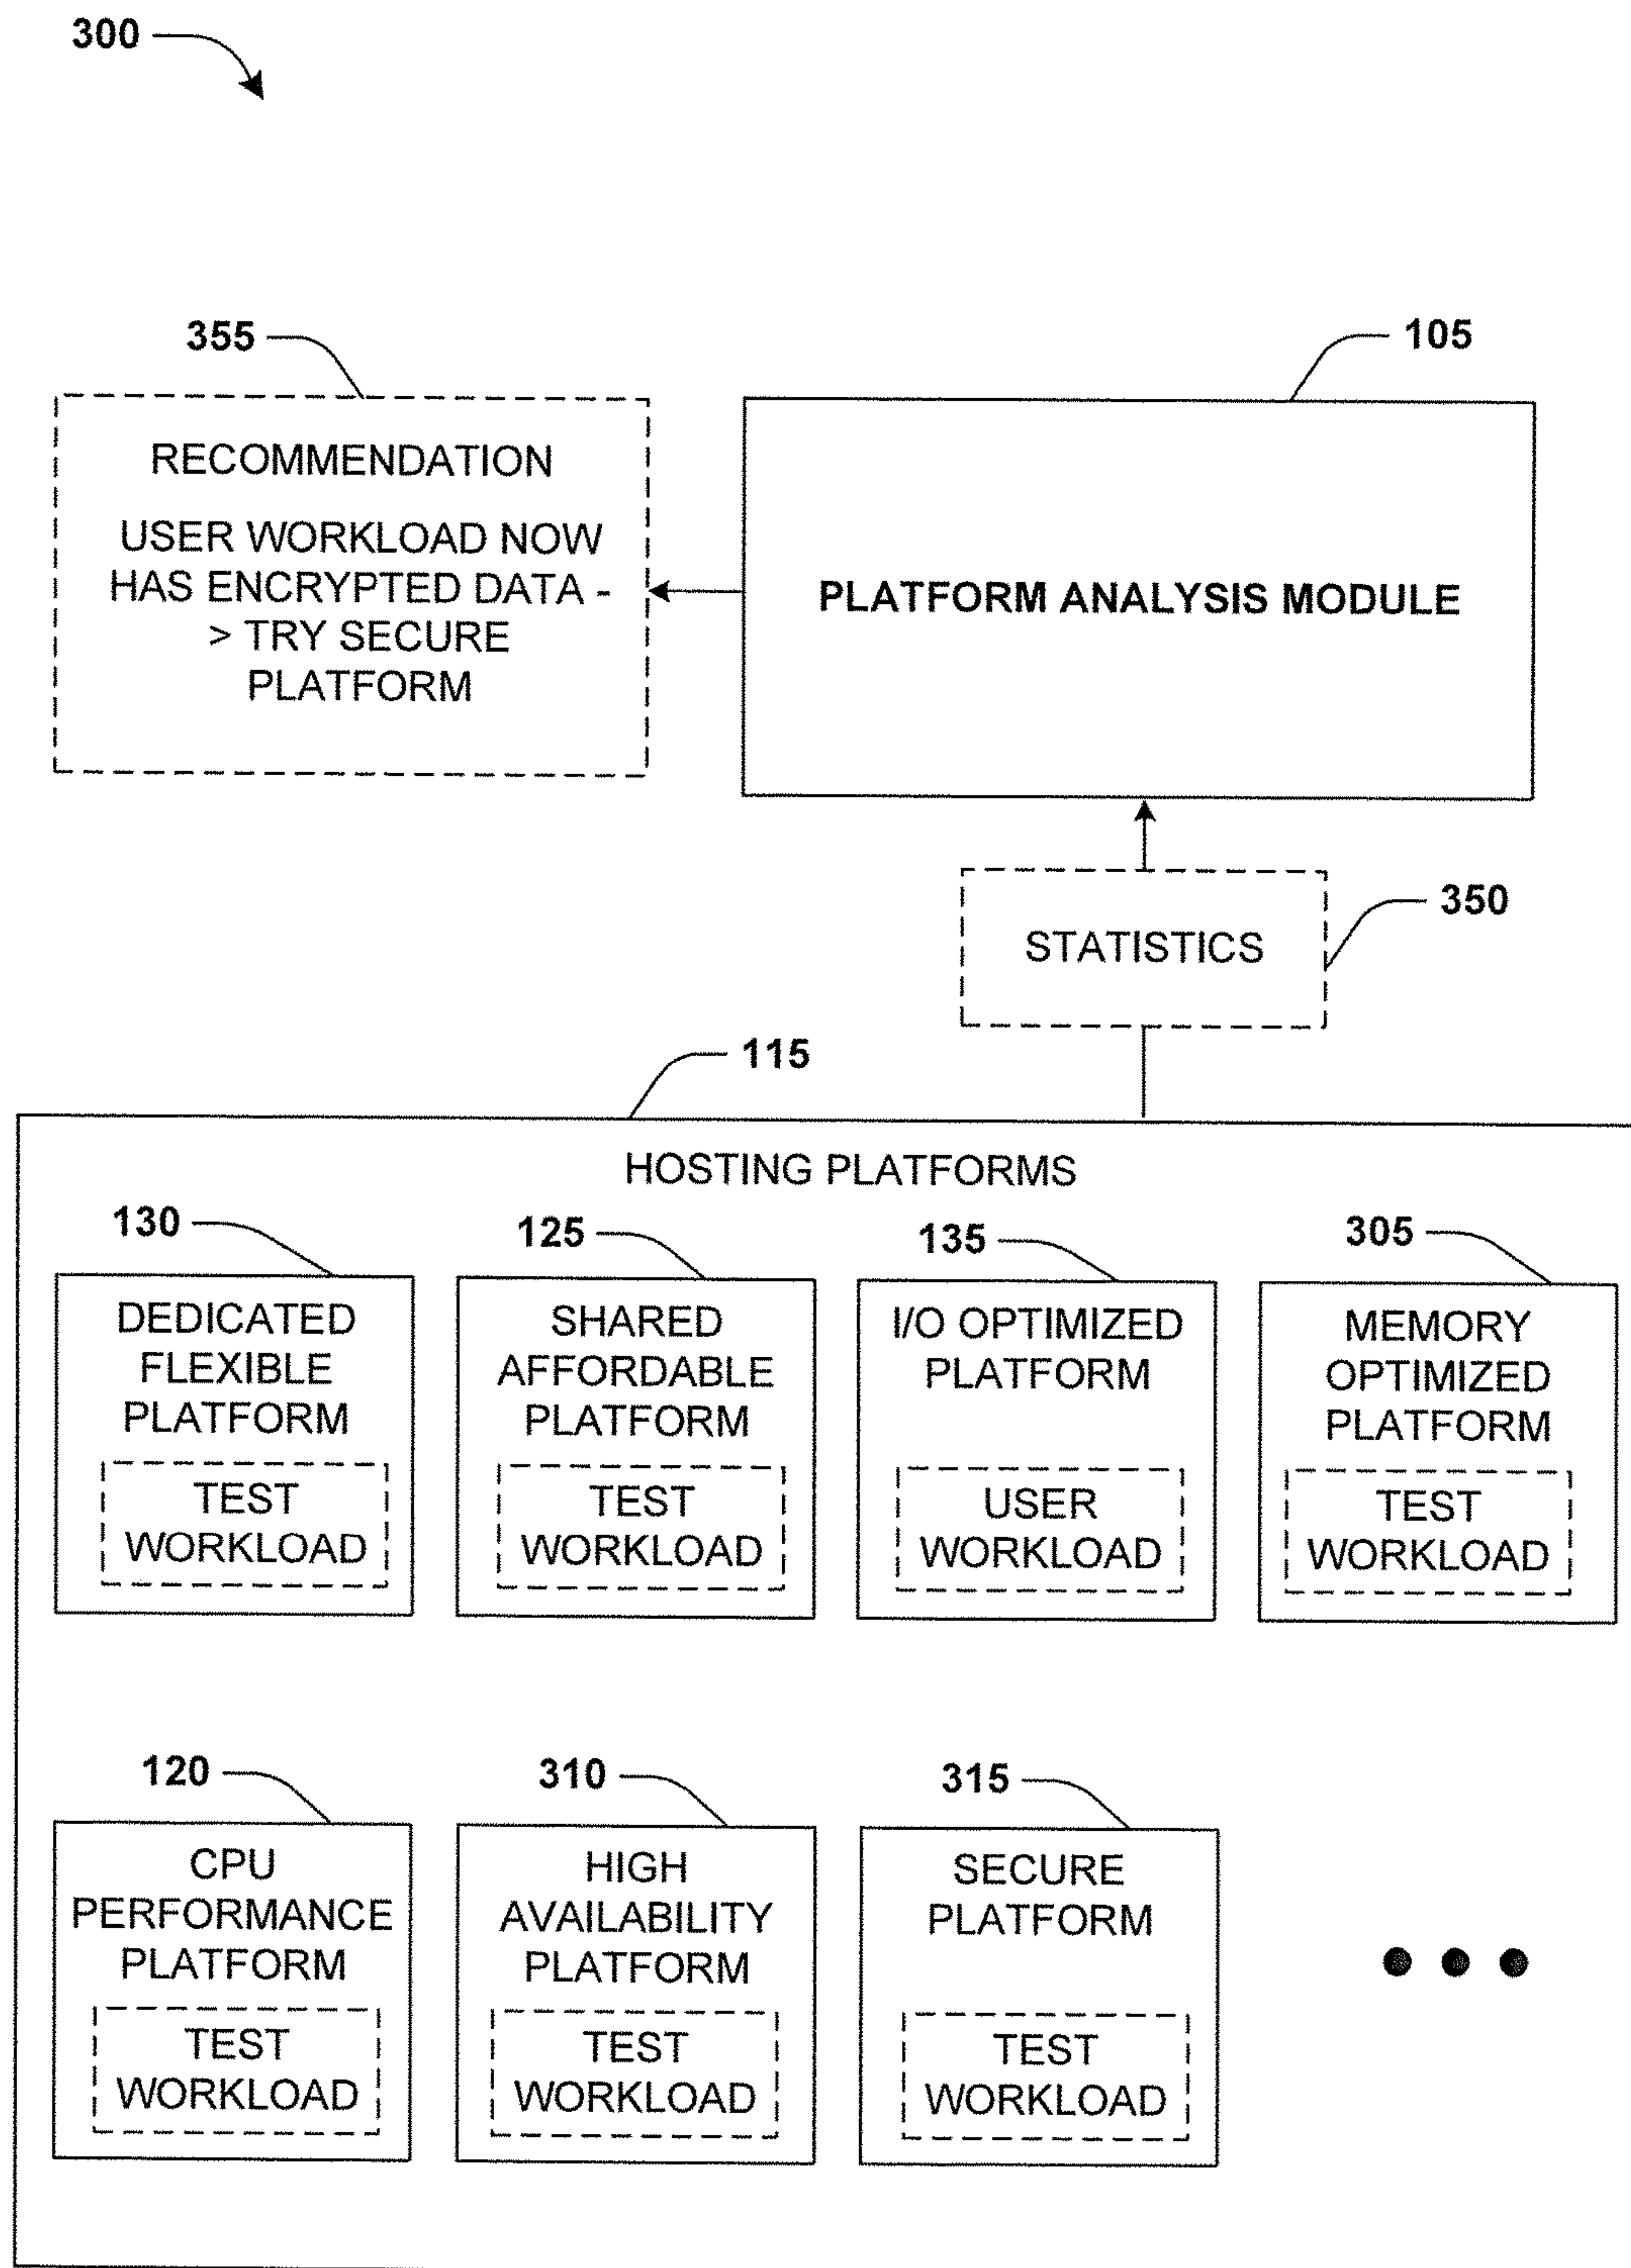 300
355
105
RECOMMENDATION
USER WORKLOAD NOW
HAS ENCRYPTED DATA -
> TRY SECURE
PLATFORM
PLATFORM ANALYSIS MODULE
350
STATISTICS
115
HOSTING PLATFORMS
130
DEDICATED
FLEXIBLE
PLATFORM
TEST
WORKLOAD
125
SHARED
AFFORDABLE
PLATFORM
TEST
WORKLOAD
135
I/O OPTIMIZED
PLATFORM
USER
WORKLOAD
305
MEMORY
OPTIMIZED
PLATFORM
TEST
WORKLOAD
120
CPU
PERFORMANCE
PLATFORM
TEST
WORKLOAD
310
HIGH
AVAILABILITY
PLATFORM
TEST
WORKLOAD
315
SECURE
PLATFORM
TEST
WORKLOAD